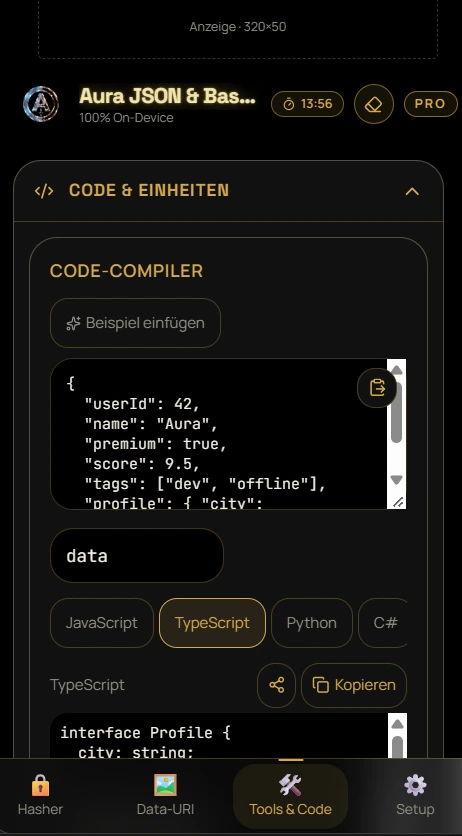 Anzeige · 320×50
Aura JSON & Bas...
13:56
PRO
100% On-Device
</> CODE & EINHEITEN
CODE-COMPILER
Beispiel einfügen
{
  "userId": 42,
  "name": "Aura",
  "premium": true,
  "score": 9.5,
  "tags": ["dev", "offline"],
  "profile": { "city":
data
JavaScript
TypeScript
Python
C#
TypeScript
Kopieren
interface Profile {
  city: string;
Hasher
Data-URI
Tools & Code
Setup